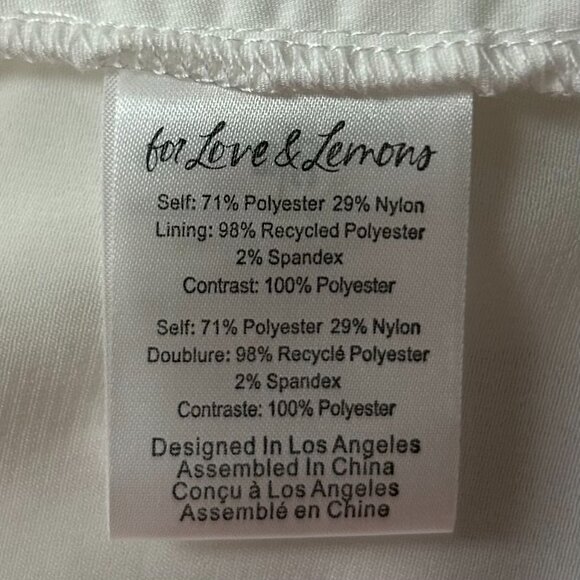 for Love & Lemons
Self: 71% Polyester 29% Nylon
Lining: 98% Recycled Polyester
2% Spandex
Contrast: 100% Polyester
Self: 71% Polyester 29% Nylon
Doublure: 98% Recyclé Polyester
2% Spandex
Contraste: 100% Polyester
Designed In Los Angeles
Assembled In China
Conçu à Los Angeles
Assemblé en Chine